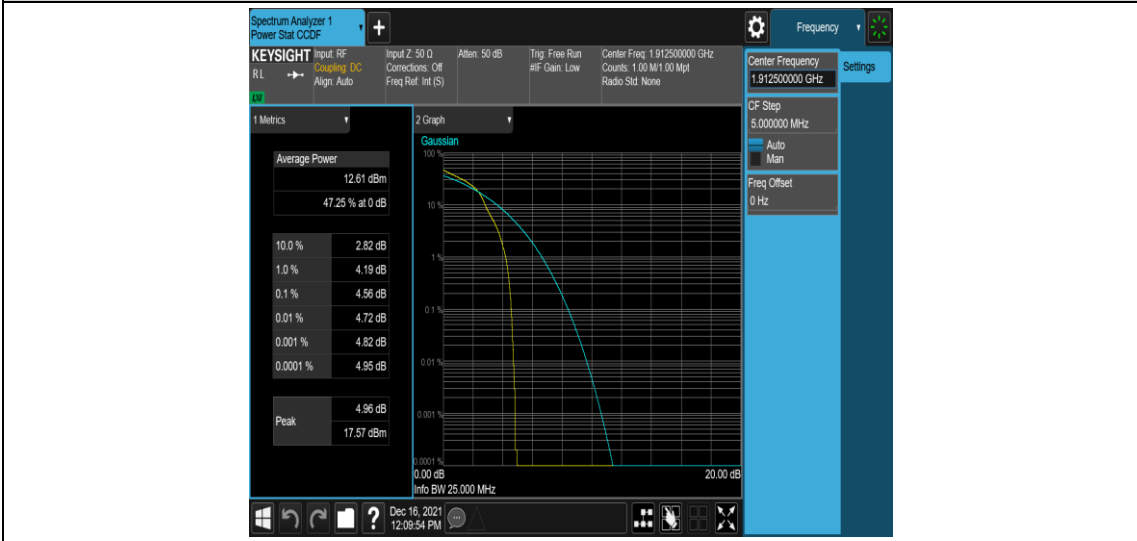 Spectrum Analyzer 1
Power Stat CCDF
+
Frequency
KEYSIGHT
RL
LM
Input: RF
Coupling: DC
Align: Auto
Input Z: 50 Ω
Corrections: Off
Freq Ref: Int (S)
Atten: 50 dB
Trig: Free Run
#IF Gain: Low
Center Freq: 1.912500000 GHz
Counts: 1.00 M/1.00 Mpt
Radio Std: None
Center Frequency
1.912500000 GHz
Settings
CF Step
5.000000 MHz
Auto
Man
Freq Offset
0 Hz
1 Metrics
Average Power
12.61 dBm
47.25 % at 0 dB
10.0 % 2.82 dB
1.0 % 4.19 dB
0.1 % 4.56 dB
0.01 % 4.72 dB
0.001 % 4.82 dB
0.0001 % 4.95 dB
Peak
4.96 dB
17.57 dBm
2 Graph
Gaussian
100 %
10 %
1 %
0.1 %
0.01 %
0.001 %
0.0001 %
0.00 dB 20.00 dB
Info BW 25.000 MHz
?
Dec 16, 2021
12:09:54 PM